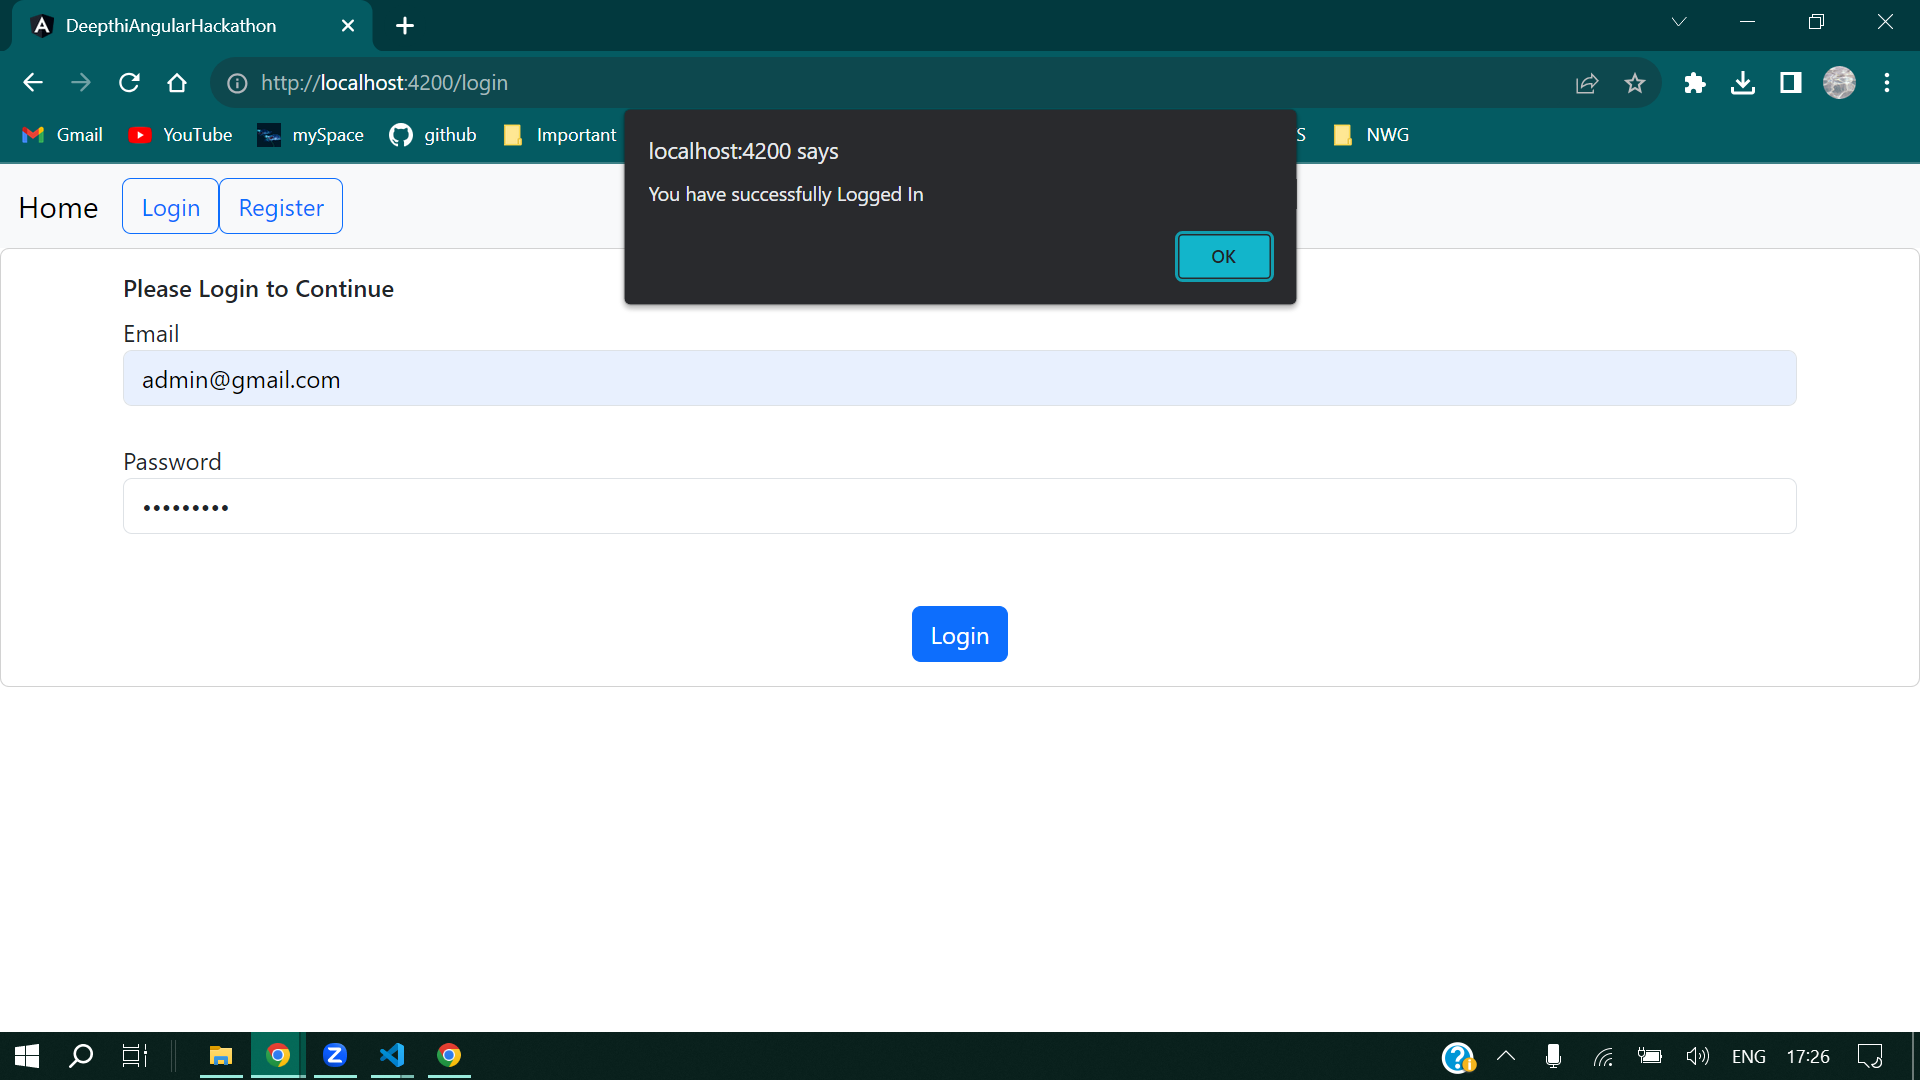 DeepthiAngularHackathon
http://localhost:4200/login
Gmail YouTube mySpace github Important S NWG
localhost:4200 says
You have successfully Logged In
OK
Home Login Register
Please Login to Continue
Email
admin@gmail.com
Password
Login
ENG 17:26